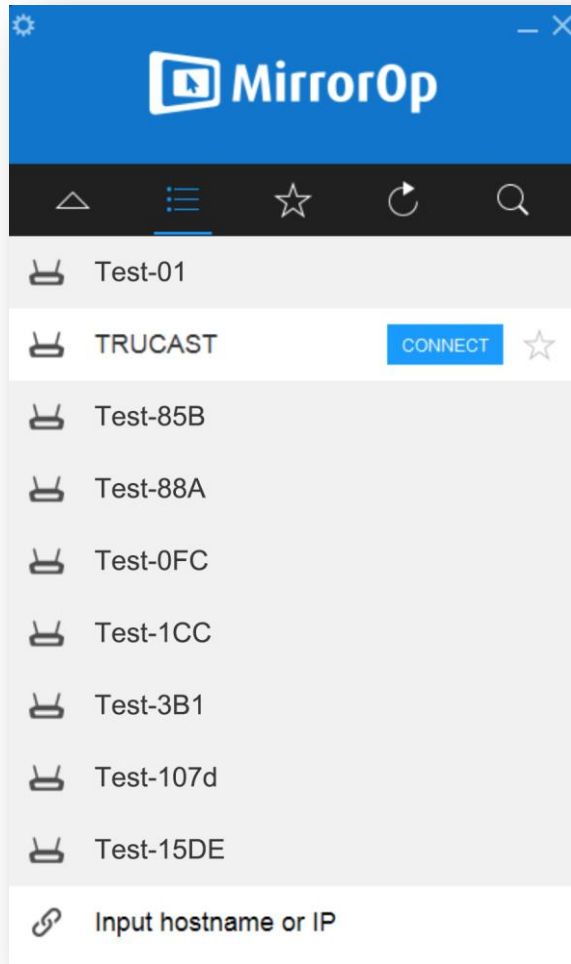 MirrorOp
Test-01
TRUCAST CONNECT
Test-85B
Test-88A
Test-0FC
Test-1CC
Test-3B1
Test-107d
Test-15DE
Input hostname or IP